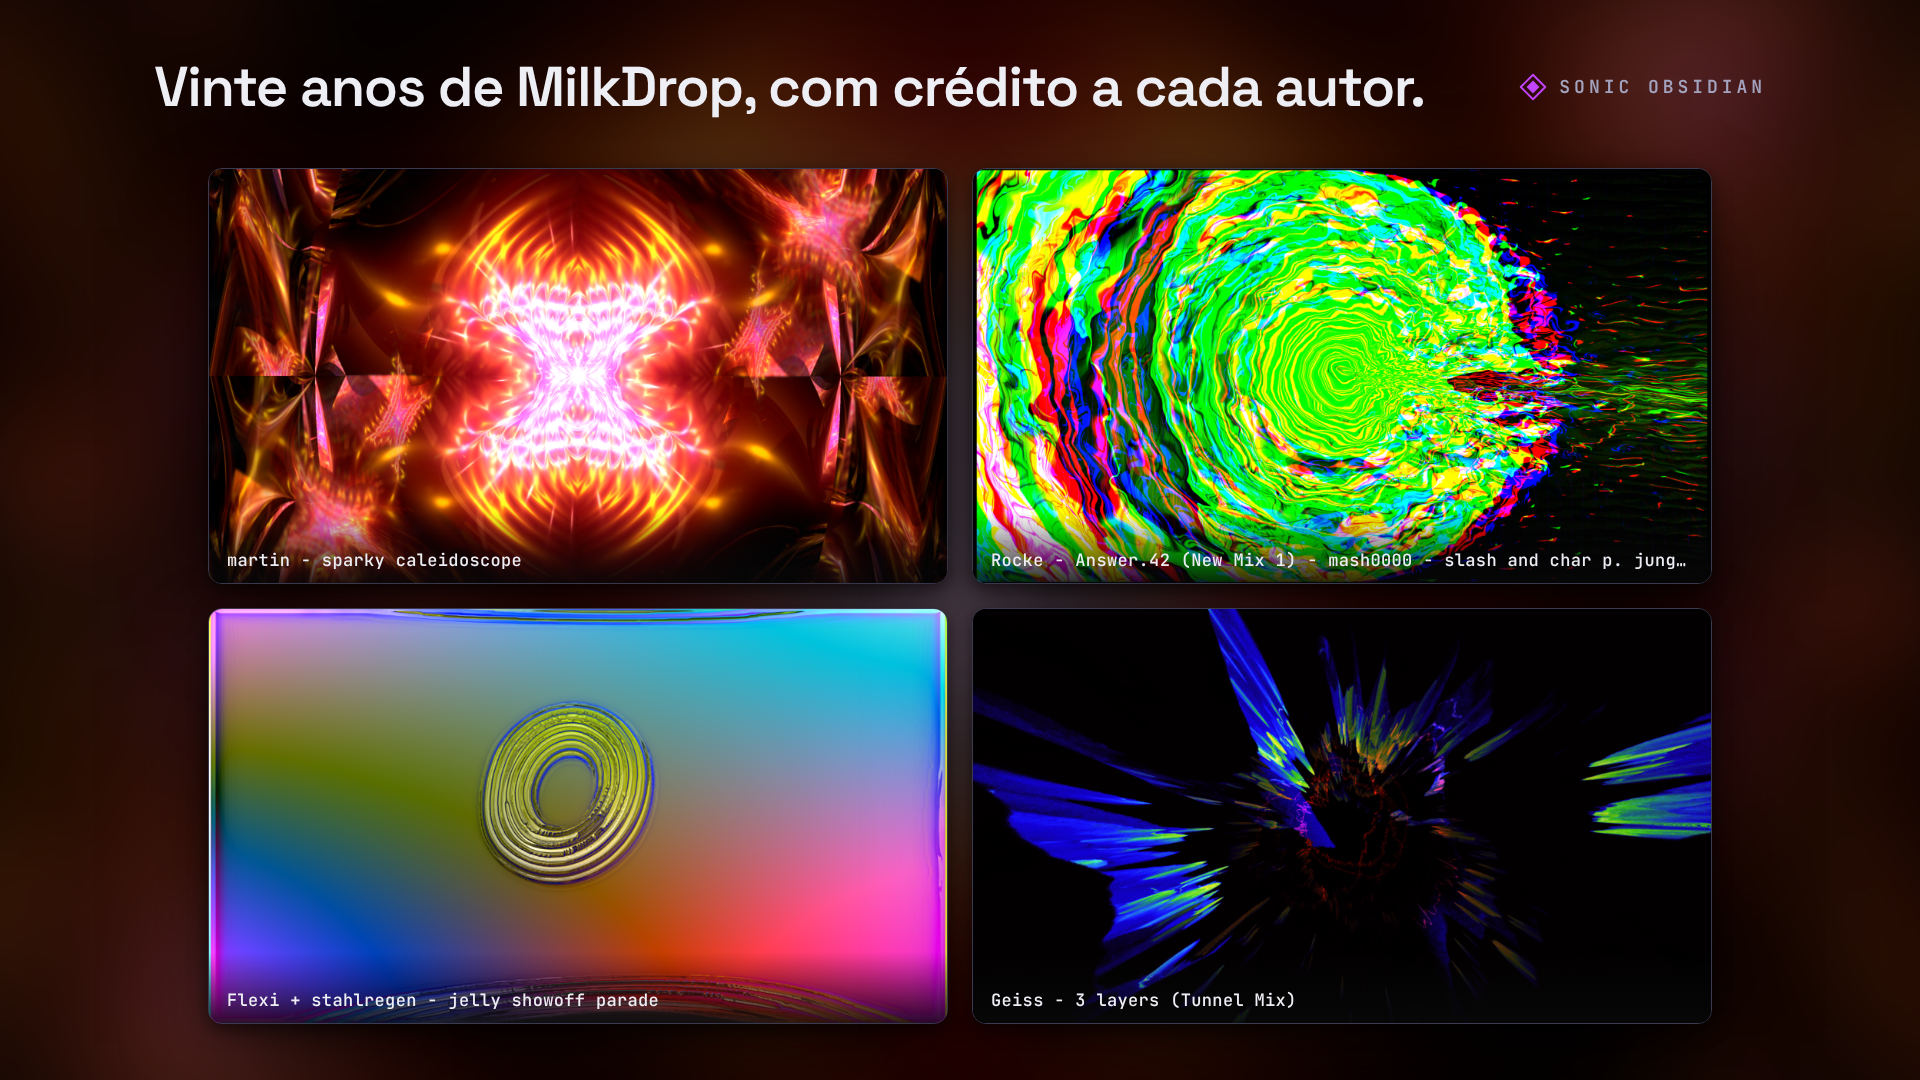 Vinte anos de MilkDrop, com crédito a cada autor.
SONIC OBSIDIAN
martin - sparky caleidoscope
Rocke - Answer.42 (New Mix 1) - mash0000 - slash and char p. jung…
Flexi + stahlregen - jelly showoff parade
Geiss - 3 layers (Tunnel Mix)